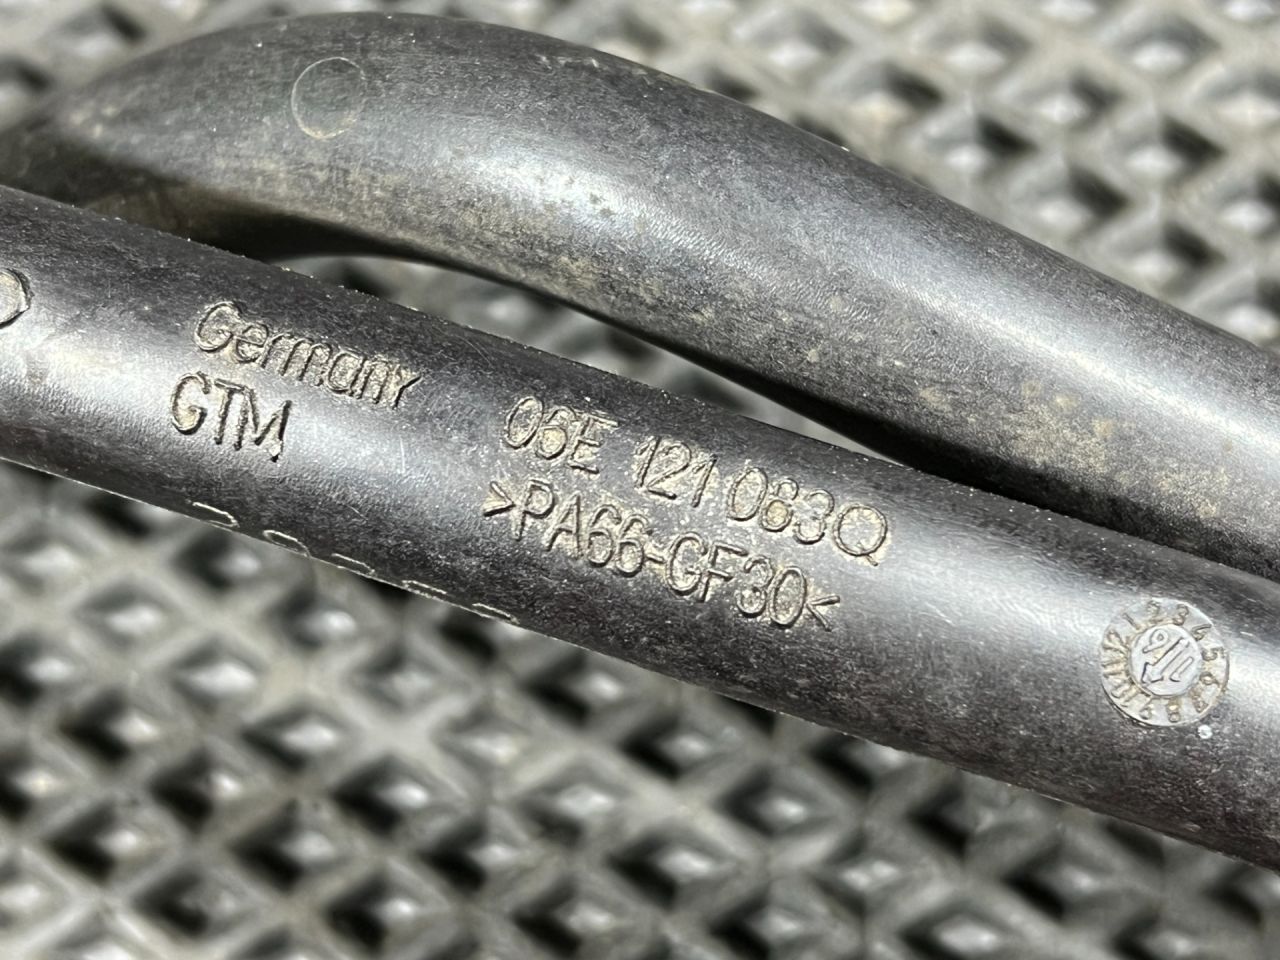 Germany
GTM
06E 121 083Q
>PA66-GF30<